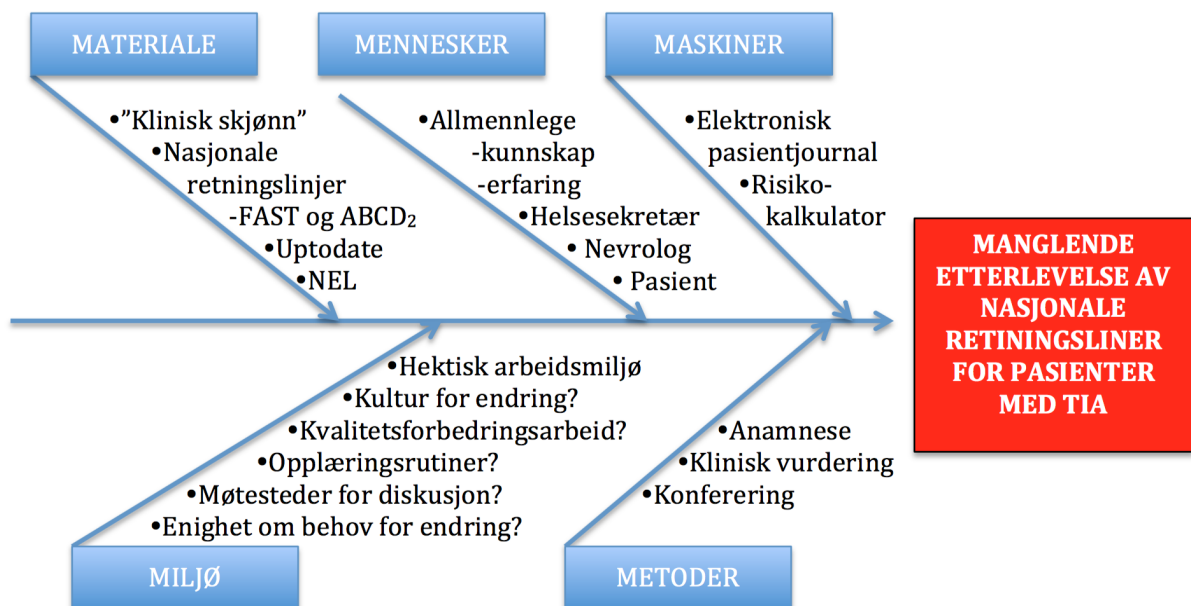 MATERIALE
MENNESKER
MASKINER
•”Klinisk skjønn”
•Nasjonale
retningslinjer
-FAST og ABCD₂
•Uptodate
•NEL
•Allmennlege
-kunnskap
-erfaring
•Helsesekretær
• Nevrolog
• Pasient
•Elektronisk
pasientjournal
•Risiko-
kalkulator
MANGLENDE
ETTERLEVELSE AV
NASJONALE
RETININGSLINER
FOR PASIENTER
MED TIA
•Hektisk arbeidsmiljø
•Kultur for endring?
•Kvalitetsforbedringsarbeid?
•Opplæringsrutiner?
•Møtesteder for diskusjon?
•Enighet om behov for endring?
•Anamnese
•Klinisk vurdering
•Konferering
MILJØ
METODER